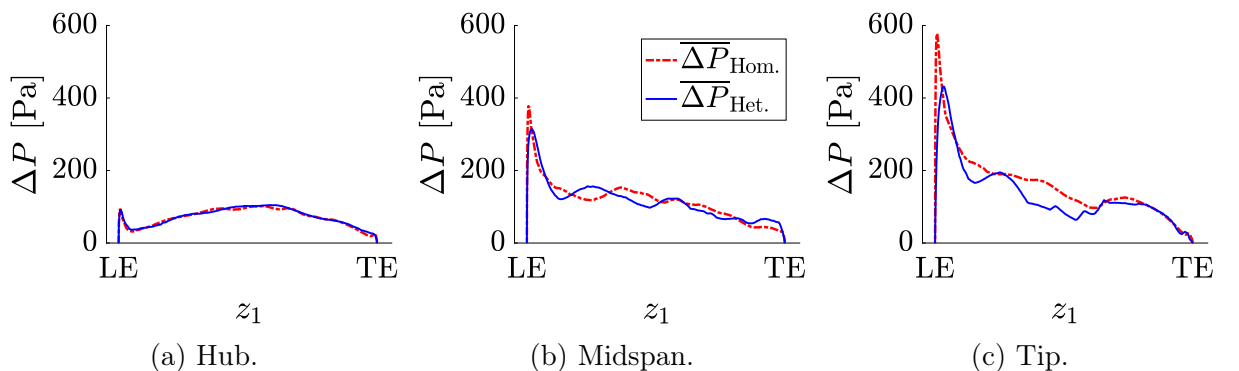 600
400
200
0
ΔP [Pa]
LE
TE
z₁
(a) Hub.
600
400
200
0
ΔP [Pa]
LE
TE
z₁
ΔP̅ Hom.
ΔP̅ Het.
(b) Midspan.
600
400
200
0
ΔP [Pa]
LE
TE
z₁
(c) Tip.